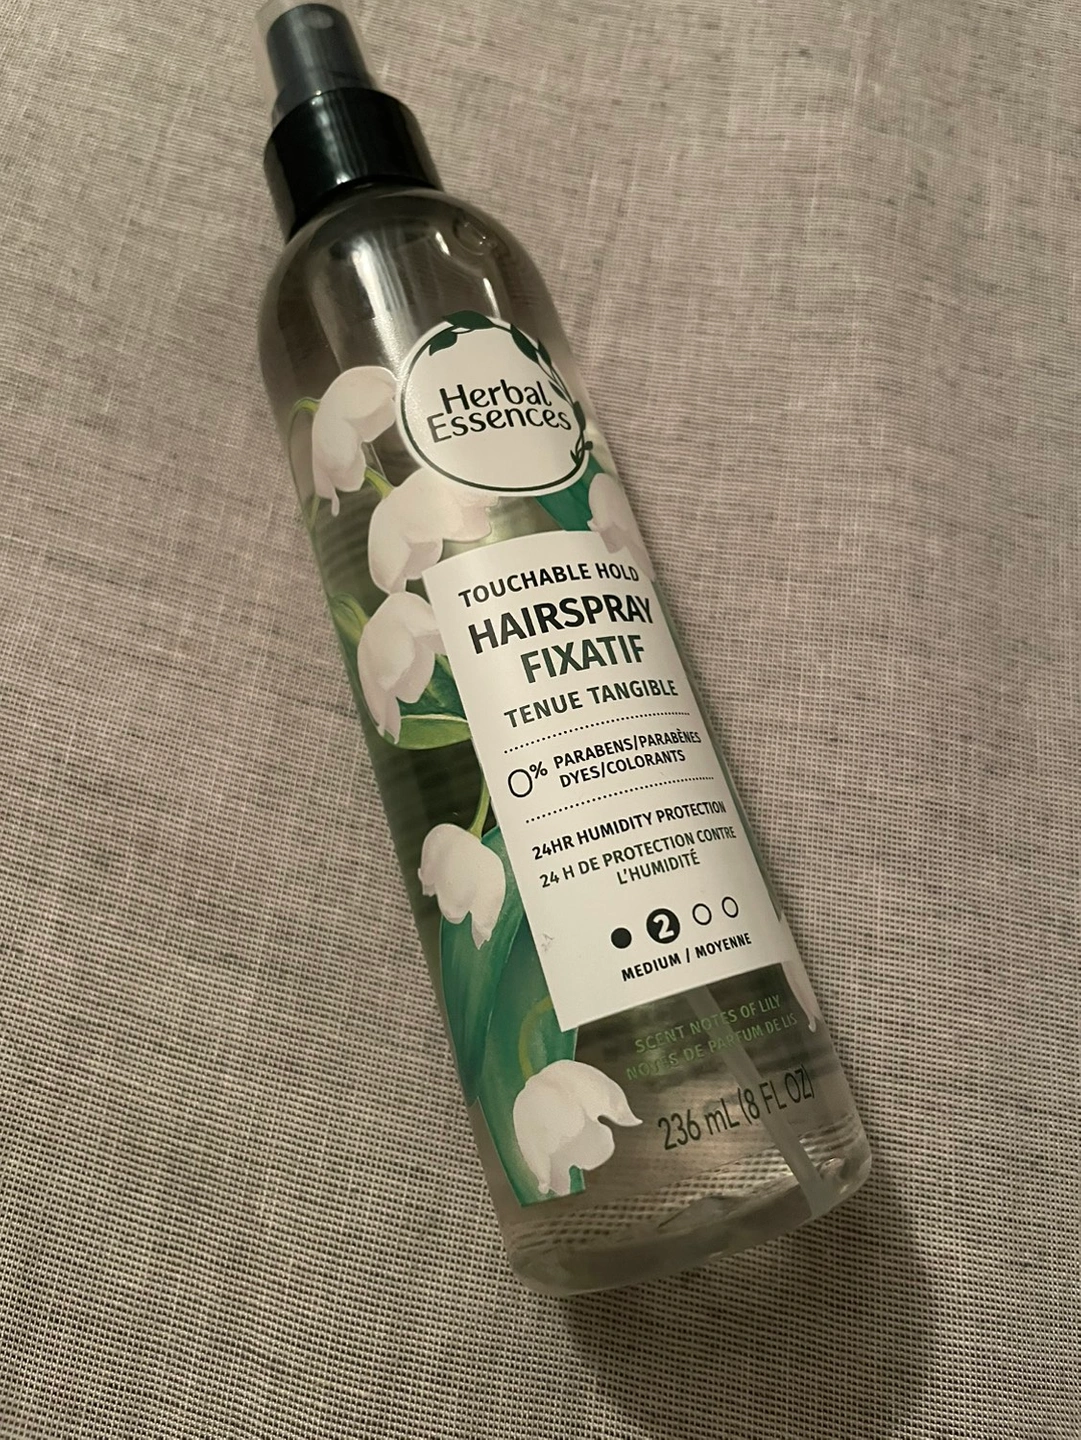 Herbal
Essences
TOUCHABLE HOLD
HAIRSPRAY
FIXATIF
TENUE TANGIBLE
0% PARABENS/PARABÈNES
DYES/COLORANTS
24HR HUMIDITY PROTECTION
24 H DE PROTECTION CONTRE
L'HUMIDITÉ
2
MEDIUM / MOYENNE
SCENT NOTES OF LILY
NOTES DE PARFUM DE LIS
236 mL (8 FL OZ)